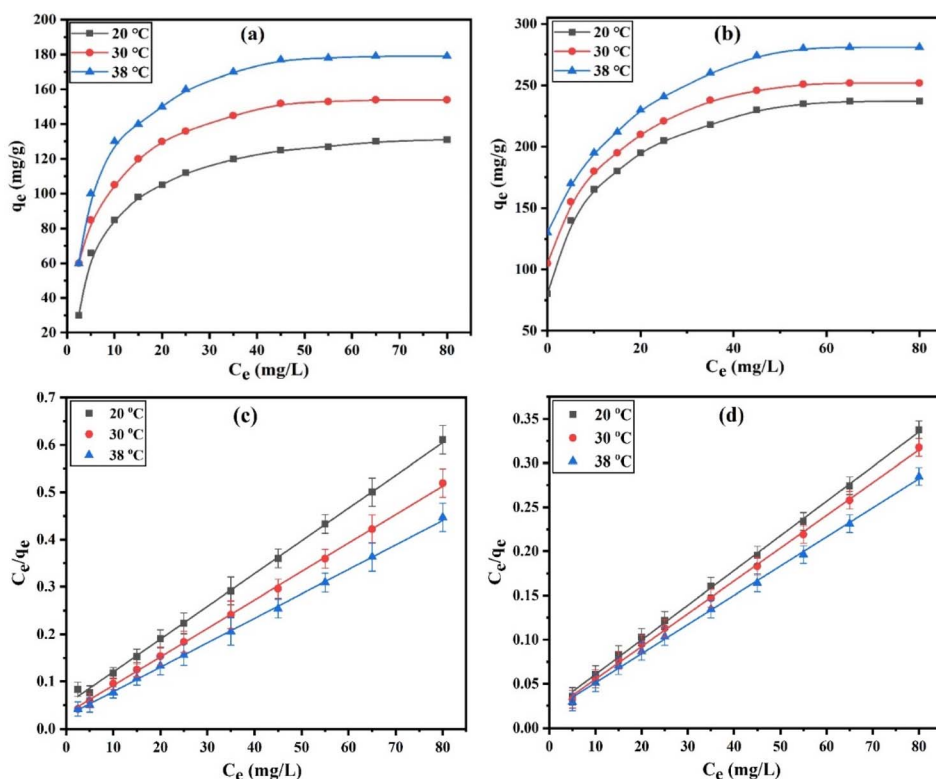 (a)
20 °C
30 °C
38 °C
200
180
160
140
120
100
80
60
40
20
qe (mg/g)
0 10 20 30 40 50 60 70 80
Ce (mg/L)
(b)
20 °C
30 °C
38 °C
300
250
200
150
100
50
qe (mg/g)
0 20 40 60 80
Ce (mg/L)
(c)
20 °C
30 °C
38 °C
0.7
0.6
0.5
0.4
0.3
0.2
0.1
0.0
Ce/qe
0 10 20 30 40 50 60 70 80
Ce (mg/L)
(d)
20 °C
30 °C
38 °C
0.35
0.30
0.25
0.20
0.15
0.10
0.05
0.00
Ce/qe
0 10 20 30 40 50 60 70 80
Ce (mg/L)